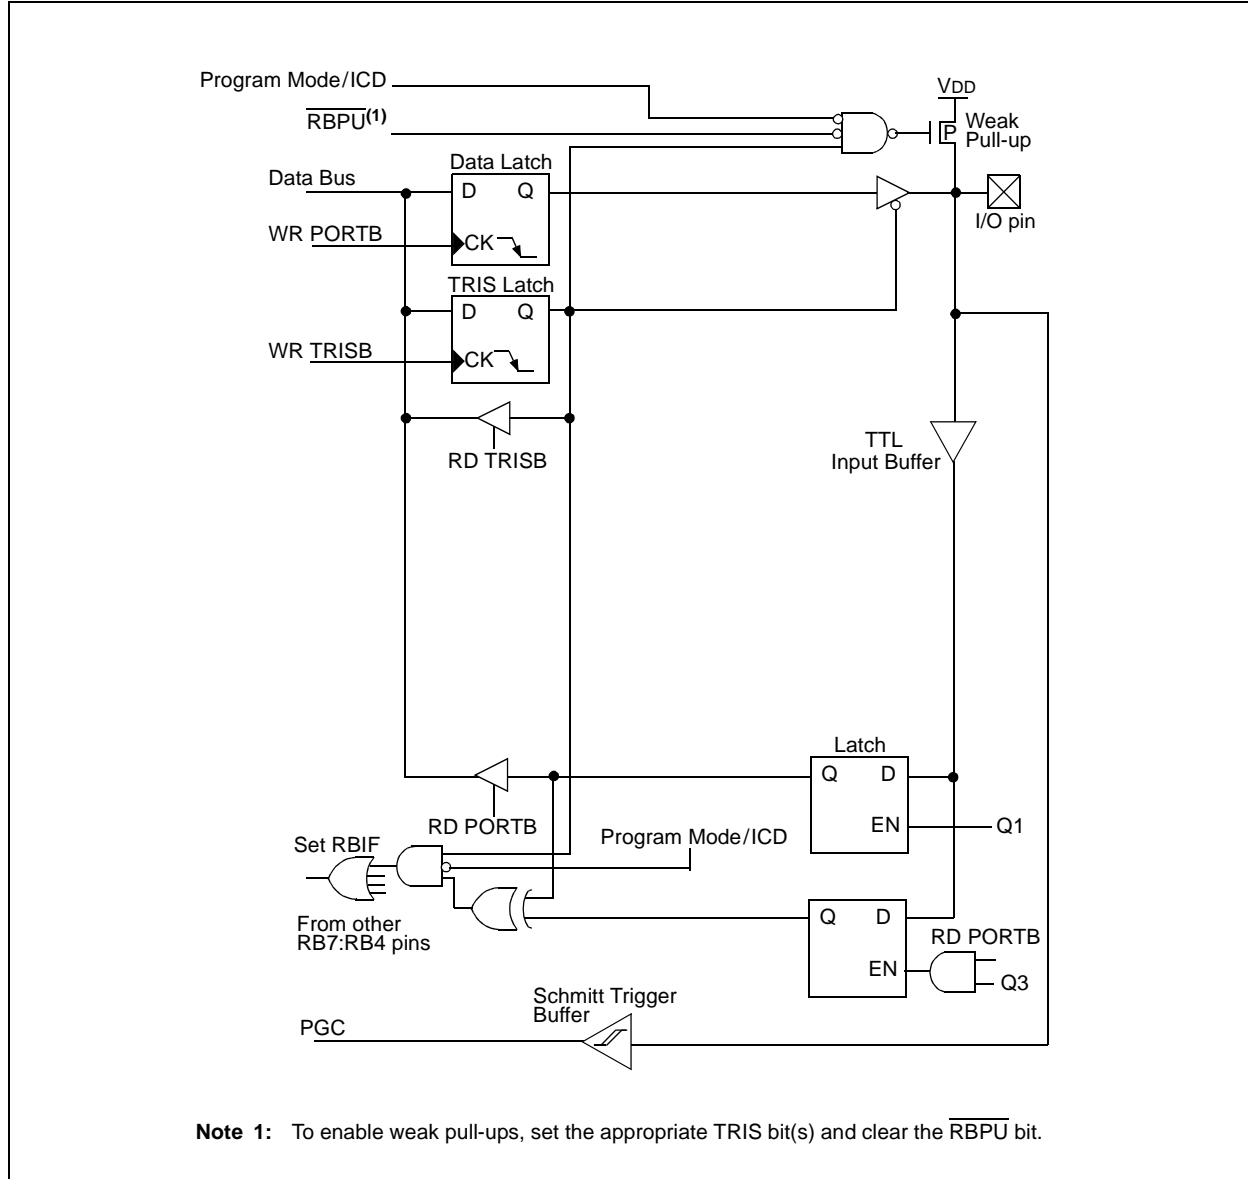 Program Mode/ICD
VDD
RBPU(1)
Weak
Pull-up
P
Data Latch
Data Bus
D Q
I/O pin
WR PORTB
CK
TRIS Latch
D Q
WR TRISB
CK
TTL
Input Buffer
RD TRISB
Latch
Q D
EN
Q1
RD PORTB
Program Mode/ICD
Set RBIF
From other
RB7:RB4 pins
Q D
RD PORTB
EN
Q3
Schmitt Trigger
Buffer
PGC
Note 1: To enable weak pull-ups, set the appropriate TRIS bit(s) and clear the RBPU bit.